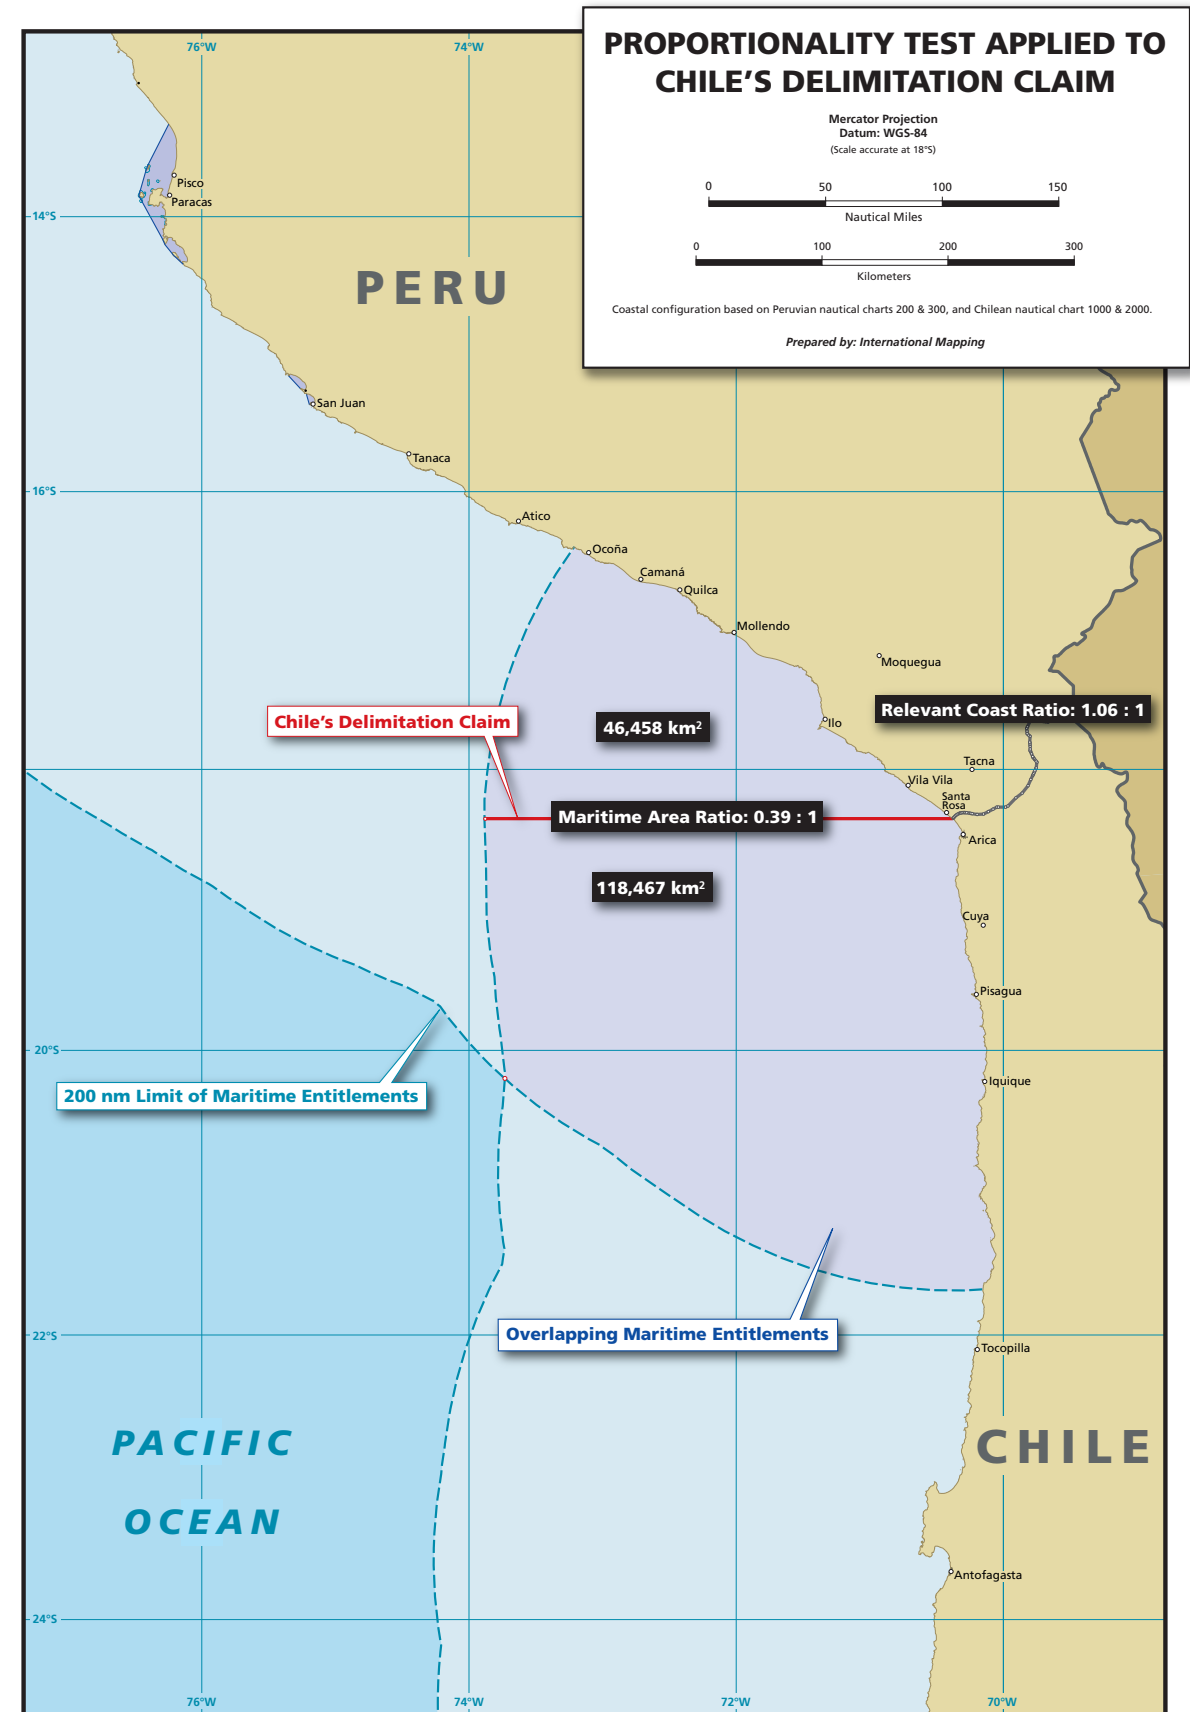 PROPORTIONALITY TEST APPLIED TO
CHILE'S DELIMITATION CLAIM
Mercator Projection
Datum: WGS-84
(Scale accurate at 18°S)
0 50 100 150
Nautical Miles
0 100 200 300
Kilometers
Coastal configuration based on Peruvian nautical charts 200 & 300, and Chilean nautical chart 1000 & 2000.
Prepared by: International Mapping
76°W 74°W
Pisco
Paracas
14°S
PERU
San Juan
Tanaca
16°S
Atico
Ocoña
Camaná
Quilca
Mollendo
Moquegua
Relevant Coast Ratio: 1.06 : 1
Chile's Delimitation Claim
46,458 km²
Ilo
Tacna
Vila Vila
Santa
Rosa
Maritime Area Ratio: 0.39 : 1
Arica
118,467 km²
Cuya
Pisagua
20°S
Iquique
200 nm Limit of Maritime Entitlements
Overlapping Maritime Entitlements
22°S
Tocopilla
PACIFIC
CHILE
OCEAN
Antofagasta
24°S
76°W 74°W 72°W 70°W